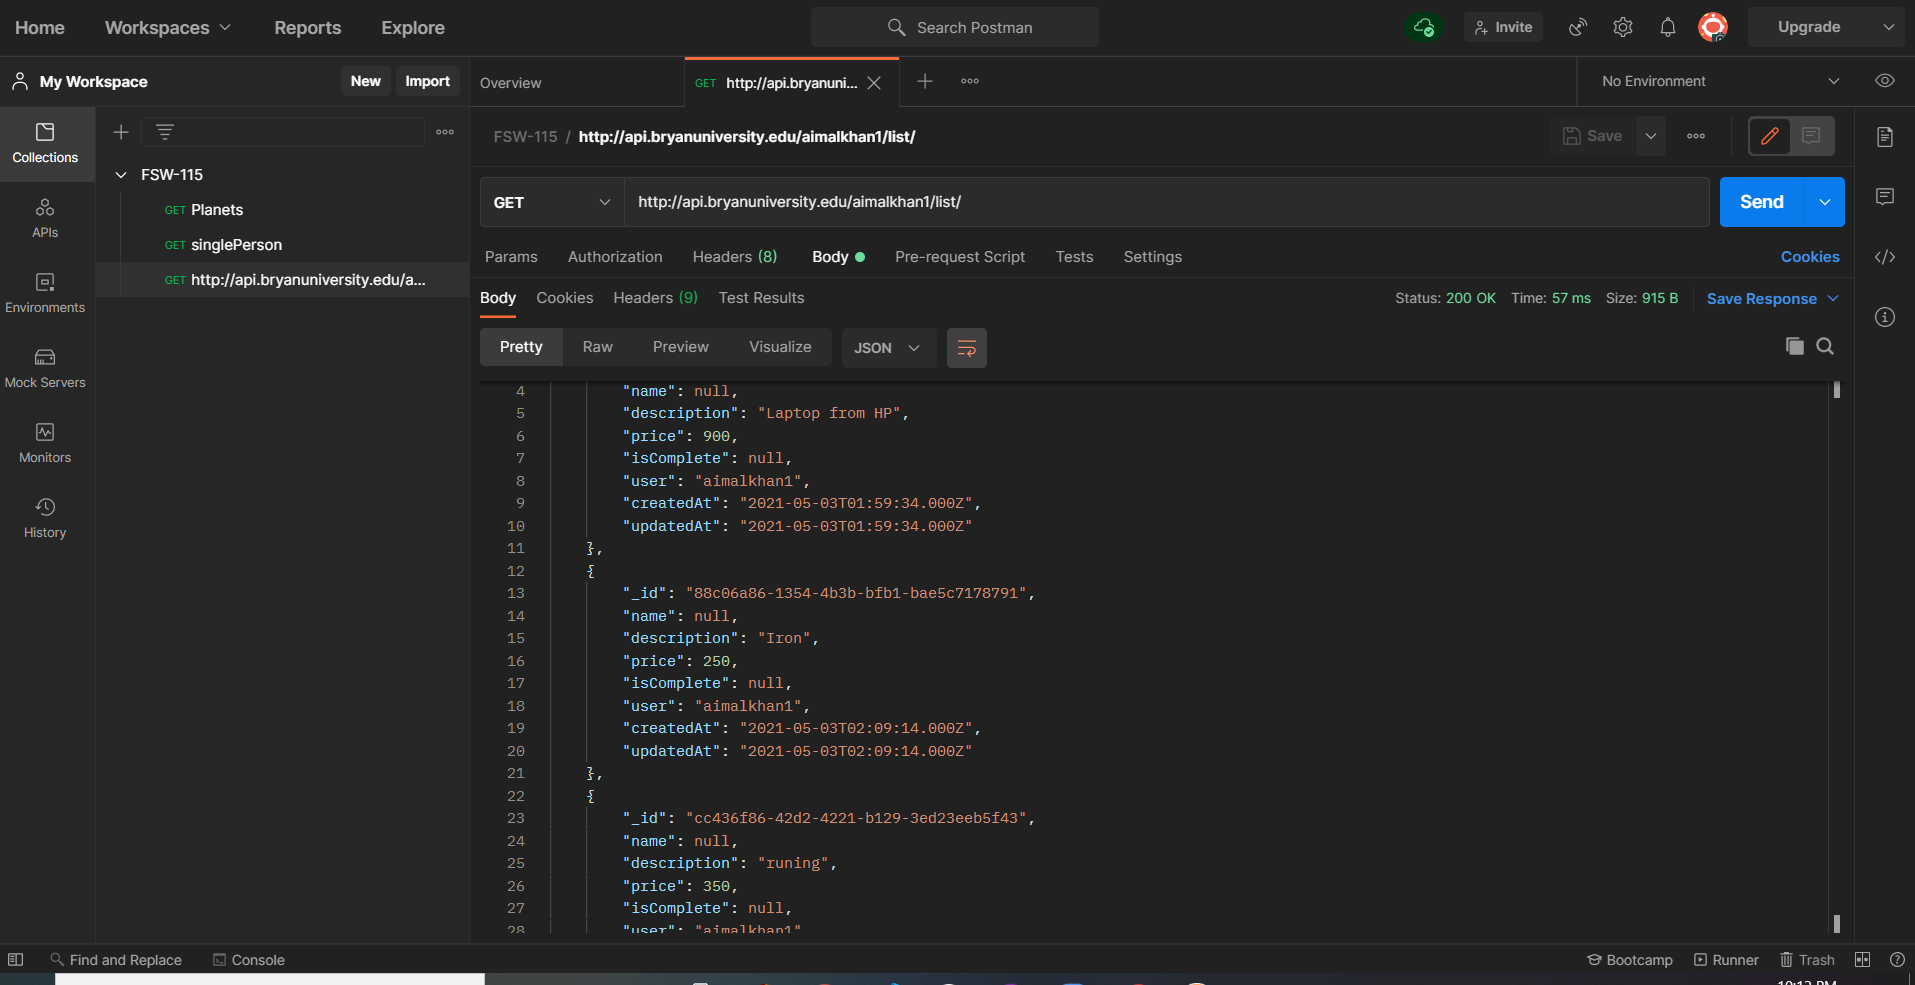 Home Workspaces Reports Explore Search Postman Invite Upgrade
My Workspace New Import Overview GET http://api.bryanuni... No Environment
FSW-115 / http://api.bryanuniversity.edu/aimalkhan1/list/ Save
Collections
APIs
Environments
Mock Servers
Monitors
History
FSW-115
GET Planets
GET singlePerson
GET http://api.bryanuniversity.edu/a...
GET http://api.bryanuniversity.edu/aimalkhan1/list/ Send
Params Authorization Headers (8) Body Pre-request Script Tests Settings Cookies
Body Cookies Headers (9) Test Results Status: 200 OK Time: 57 ms Size: 915 B Save Response
Pretty Raw Preview Visualize JSON
4 "name": null,
5 "description": "Laptop from HP",
6 "price": 900,
7 "isComplete": null,
8 "user": "aimalkhan1",
9 "createdAt": "2021-05-03T01:59:34.000Z",
10 "updatedAt": "2021-05-03T01:59:34.000Z"
11 },
12 {
13 "_id": "88c06a86-1354-4b3b-bfb1-bae5c7178791",
14 "name": null,
15 "description": "Iron",
16 "price": 250,
17 "isComplete": null,
18 "user": "aimalkhan1",
19 "createdAt": "2021-05-03T02:09:14.000Z",
20 "updatedAt": "2021-05-03T02:09:14.000Z"
21 },
22 {
23 "_id": "cc436f86-42d2-4221-b129-3ed23eeb5f43",
24 "name": null,
25 "description": "runing",
26 "price": 350,
27 "isComplete": null,
28 "user": "aimalkhan1"
Find and Replace Console Bootcamp Runner Trash
10:12 PM